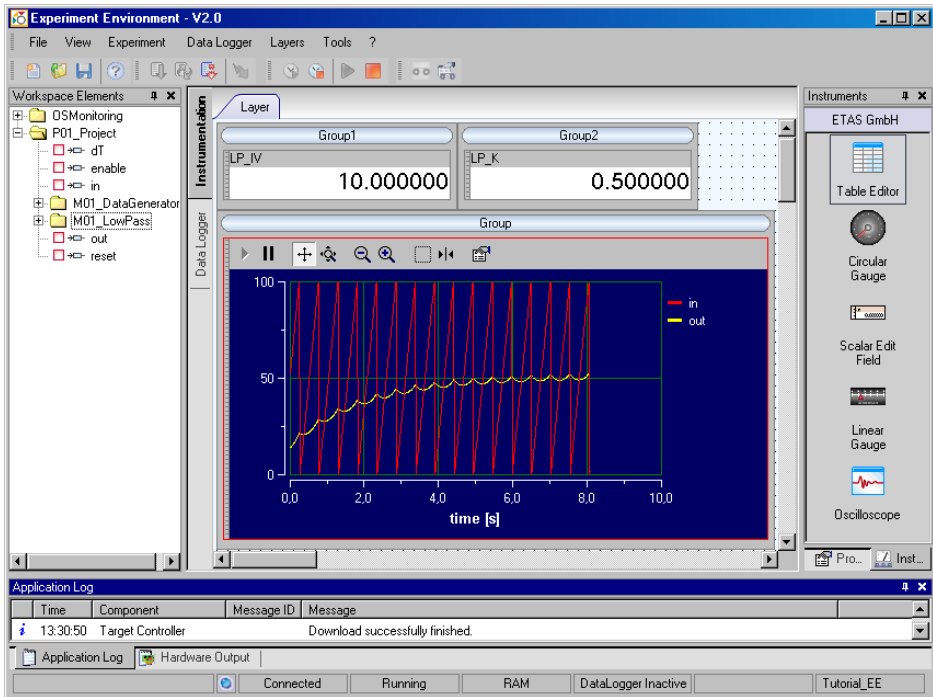 Experiment Environment - V2.0
File View Experiment Data Logger Layers Tools ?
Workspace Elements
OSMonitoring
P01_Project
dT
enable
in
M01_DataGenerator
M01_LowPass
out
reset
Instrumentation
Data Logger
Layer
Group1
LP_IV
10.000000
Group2
LP_K
0.500000
Group
100
50
0
0,0 2,0 4,0 6,0 8,0 10,0
time [s]
in
out
Instruments
ETAS GmbH
Table Editor
Circular
Gauge
Scalar Edit
Field
Linear
Gauge
Oscilloscope
Pro... Inst...
Application Log
Time Component Message ID Message
i 13:30:50 Target Controller Download successfully finished.
Application Log Hardware Output
Connected Running RAM DataLogger Inactive Tutorial_EE